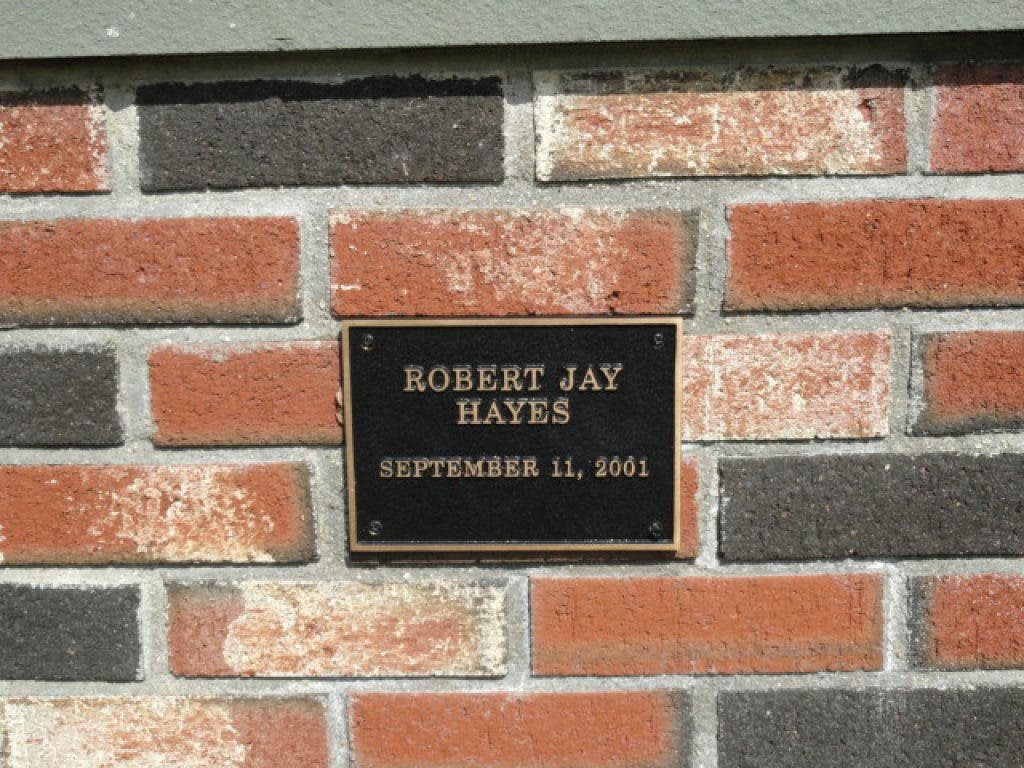 ROBERT JAY
HAYES
SEPTEMBER 11, 2001